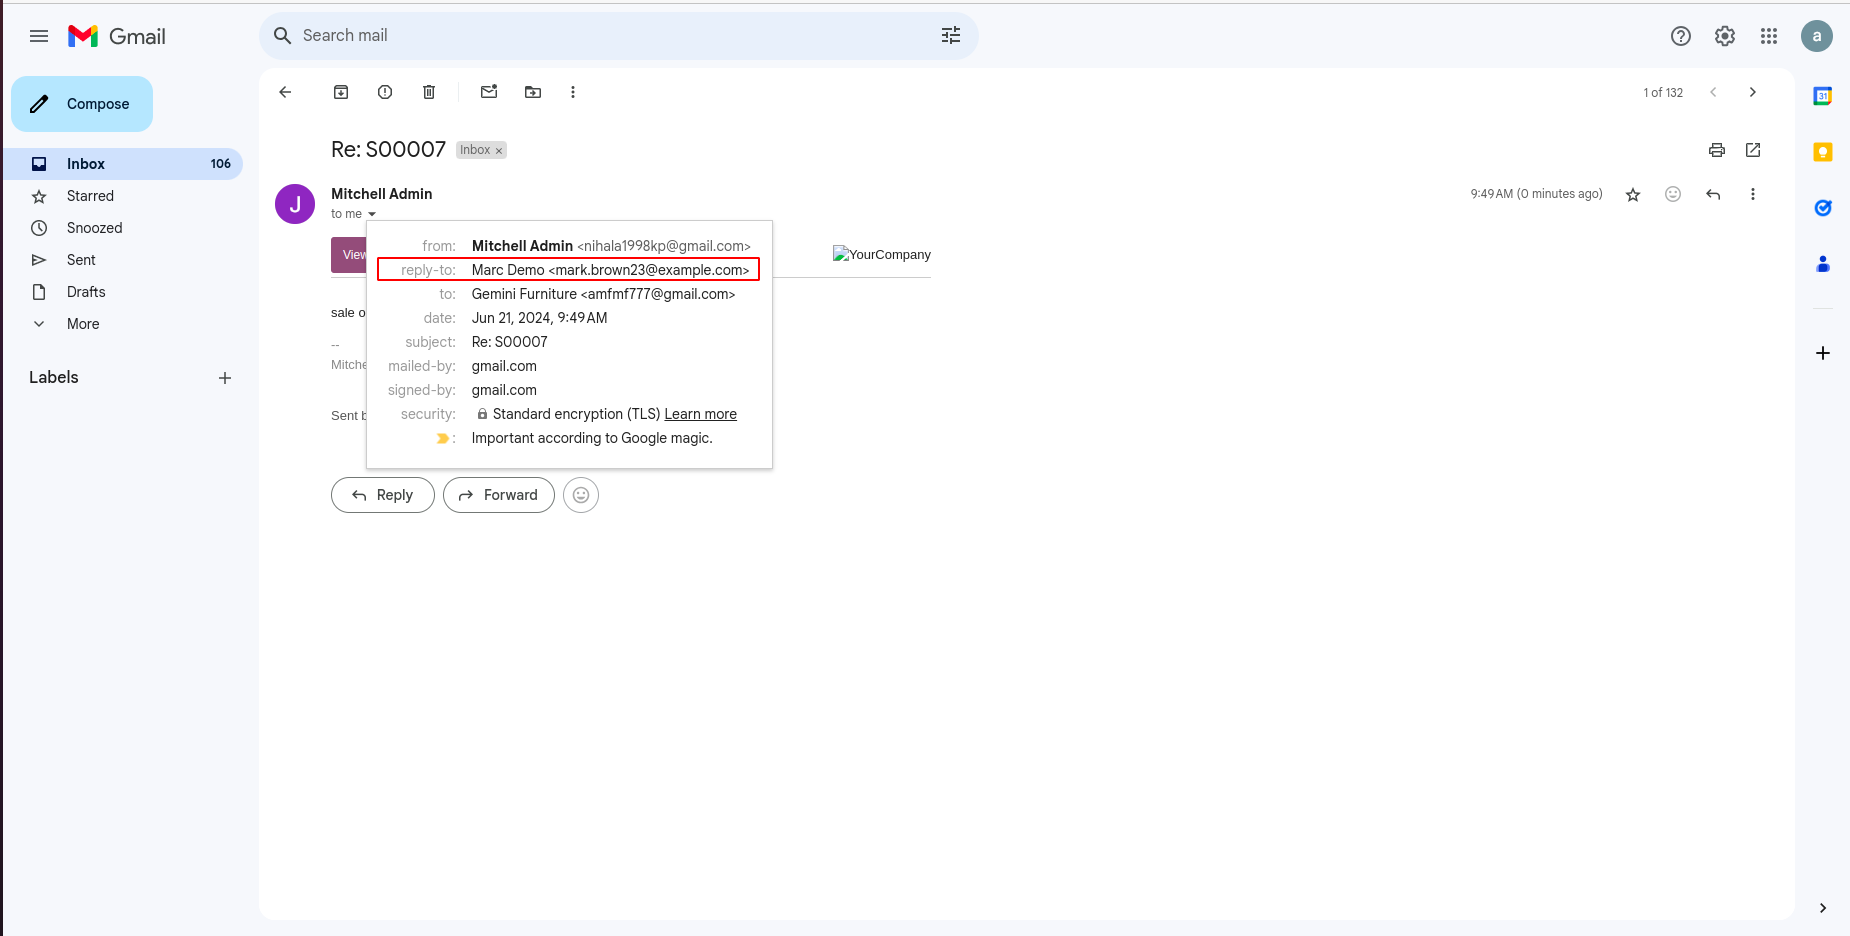 Gmail
Search mail
a
Compose
1 of 132
31
Inbox 106
Starred
Snoozed
Sent
Drafts
More
Labels
Re: S00007 Inbox ×
J
Mitchell Admin
9:49 AM (0 minutes ago)
to me
View
YourCompany
from: Mitchell Admin <nihala1998kp@gmail.com>
reply-to: Marc Demo <mark.brown23@example.com>
to: Gemini Furniture <amfmf777@gmail.com>
date: Jun 21, 2024, 9:49 AM
subject: Re: S00007
mailed-by: gmail.com
signed-by: gmail.com
security: Standard encryption (TLS) Learn more
: Important according to Google magic.
sale o
--
Mitche
Sent b
Reply
Forward